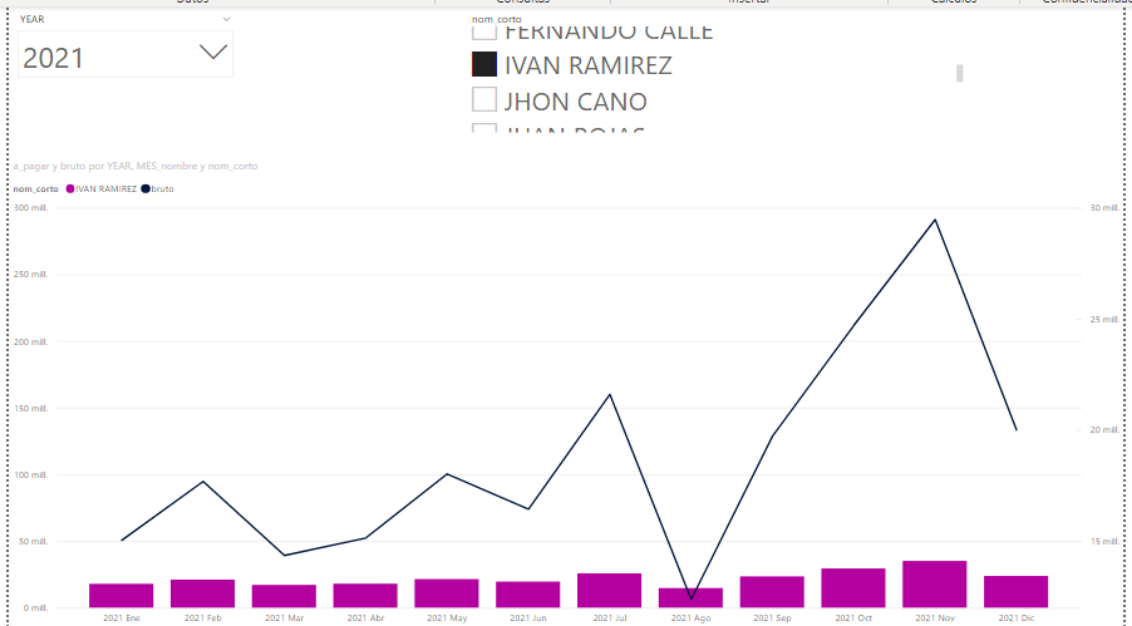 Datos Consultas Insertar Cálculos Confidencialidad
YEAR
2021
nom_corto
FERNANDO CALLE
IVAN RAMIREZ
JHON CANO
JUAN ROJAS
a_pagar y bruto por YEAR, MES_nombre y nom_corto
nom_corto IVAN RAMIREZ bruto
300 mill. 30 mill.
250 mill.
25 mill.
200 mill.
150 mill.
20 mill.
100 mill.
50 mill. 15 mill.
0 mill.
2021 Ene 2021 Feb 2021 Mar 2021 Abr 2021 May 2021 Jun 2021 Jul 2021 Ago 2021 Sep 2021 Oct 2021 Nov 2021 Dic